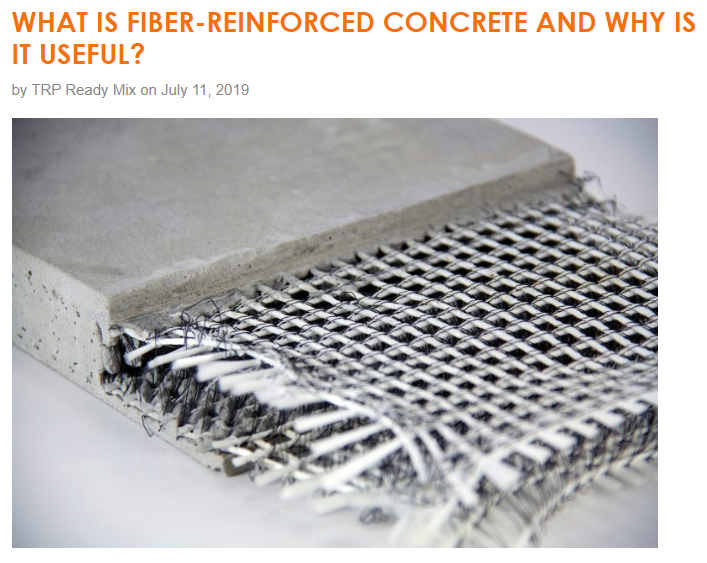 WHAT IS FIBER-REINFORCED CONCRETE AND WHY IS
IT USEFUL?
by TRP Ready Mix on July 11, 2019